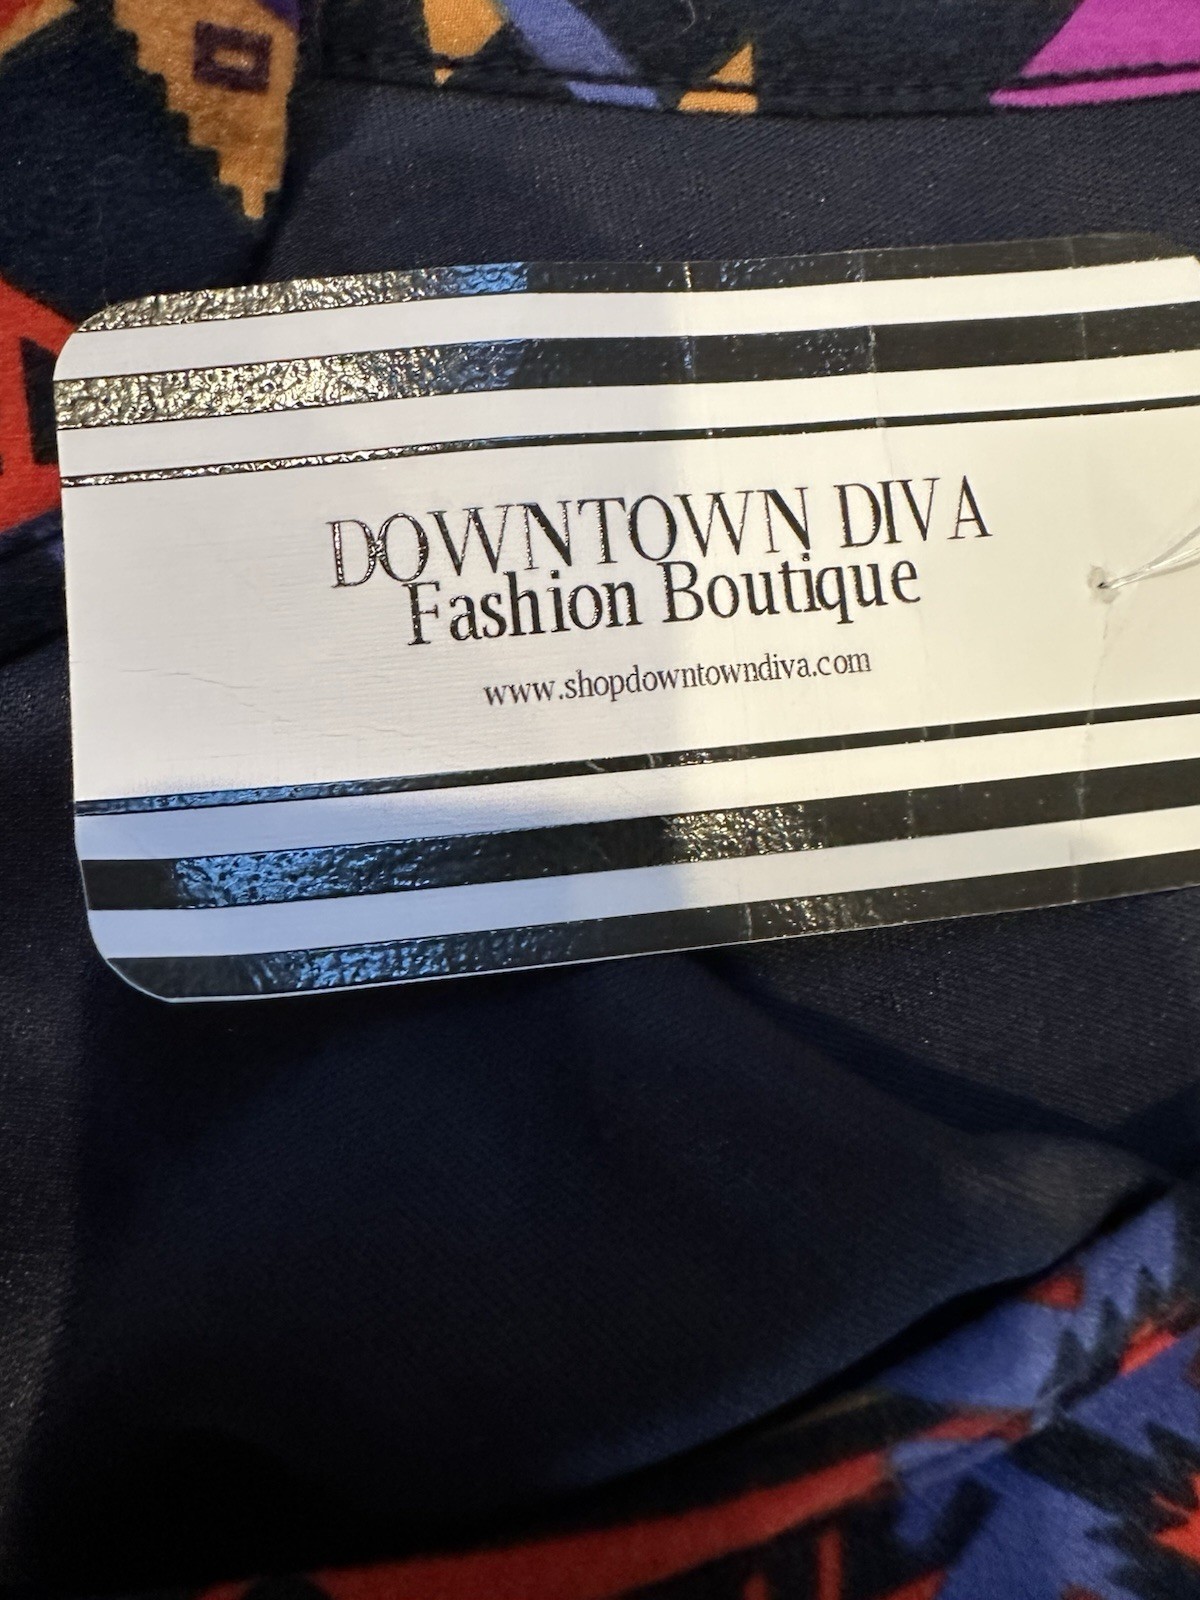 DOWNTOWN DIVA
Fashion Boutique
www.shopdowntowndiva.com